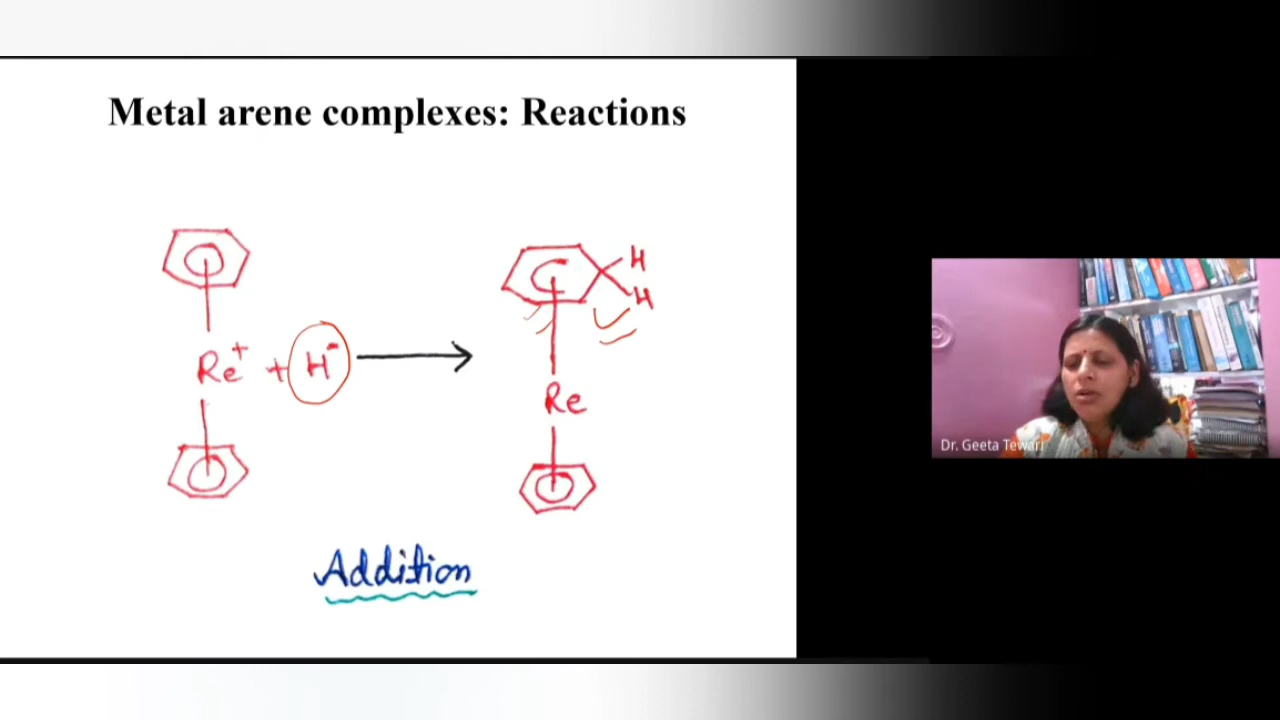 Metal arene complexes: Reactions
H
H
Re⁺ + H⁻
Re
Addition
Dr. Geeta Tewari